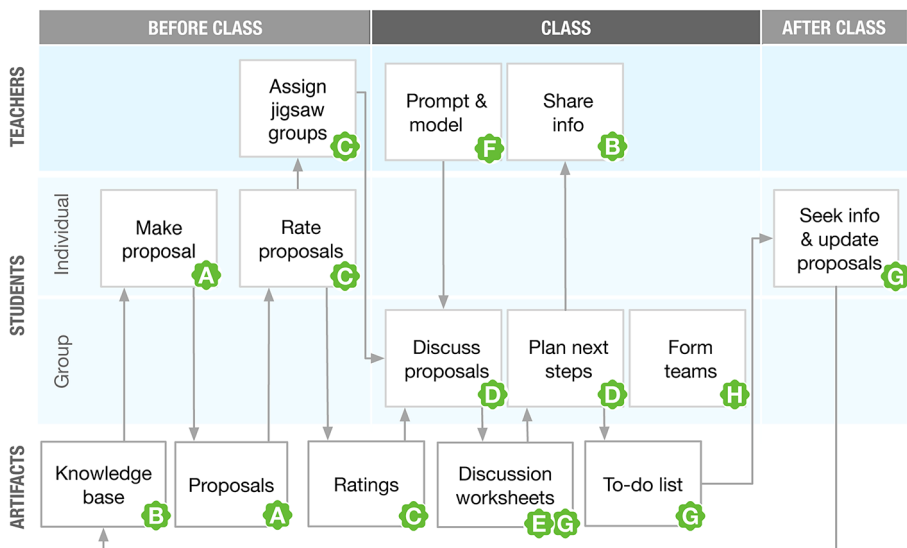 BEFORE CLASS
CLASS
AFTER CLASS
TEACHERS
Assign
jigsaw
groups
C
Prompt &
model
F
Share
info
B
STUDENTS
Individual
Make
proposal
A
Rate
proposals
C
Seek info
& update
proposals
G
Group
Discuss
proposals
D
Plan next
steps
D
Form
teams
H
ARTIFACTS
Knowledge
base
B
Proposals
A
Ratings
C
Discussion
worksheets
E G
To-do list
G